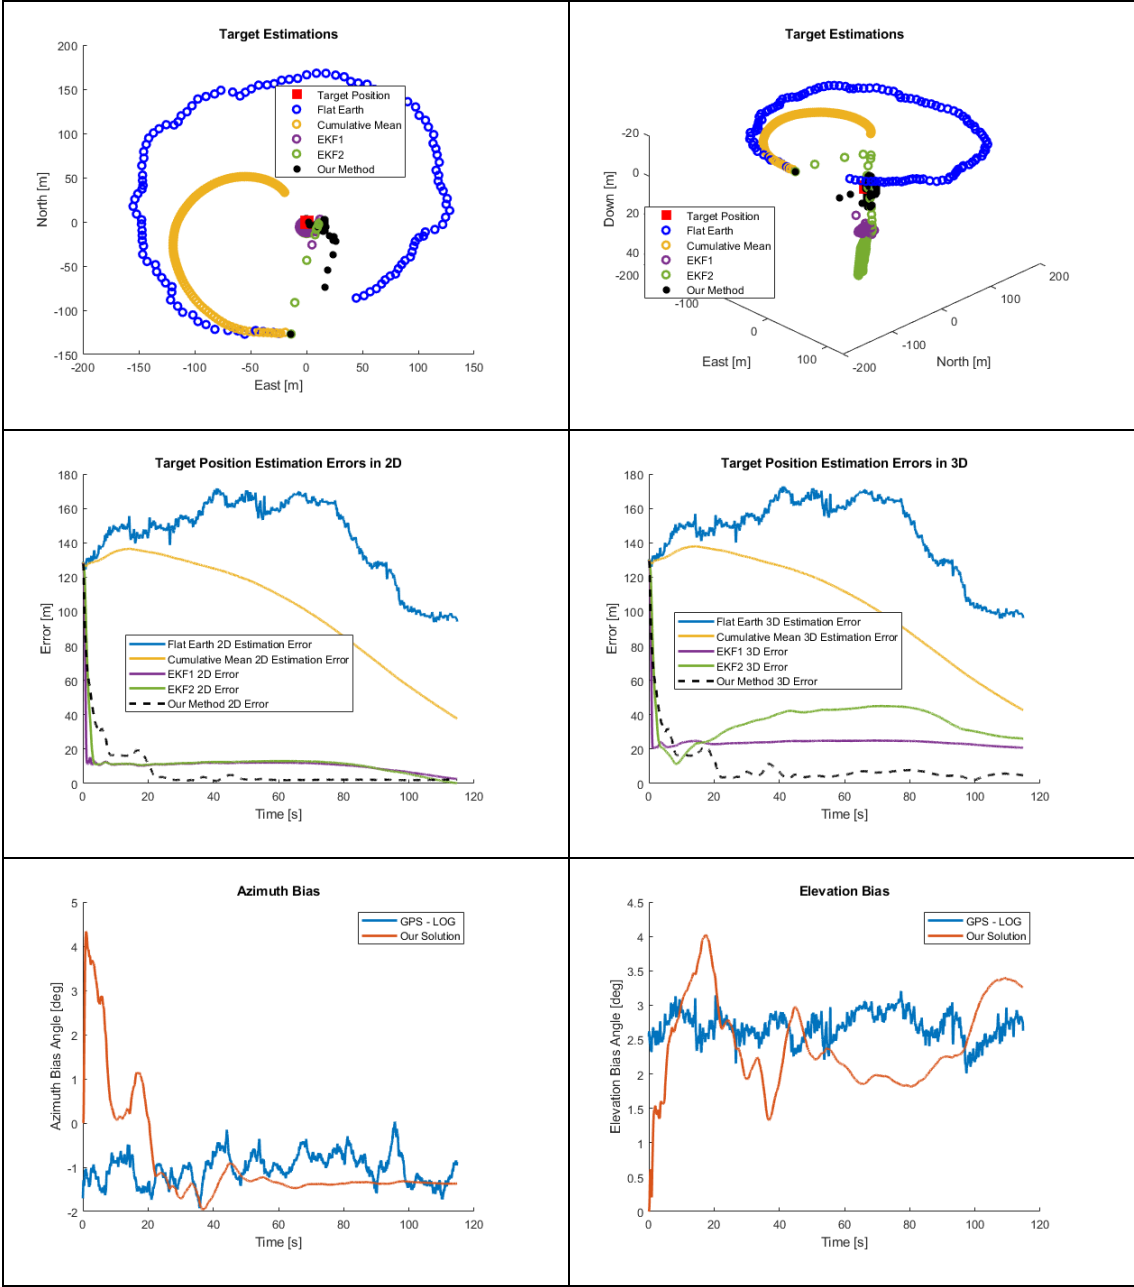 Target Estimations
200
150
100
50
0
-50
-100
-150
-200
-150
-100
-50
0
50
100
150
North [m]
East [m]
Target Position
Flat Earth
Cumulative Mean
EKF1
EKF2
Our Method
Target Estimations
-20
0
20
40
-200
-100
0
100
-200
-100
0
100
200
Down [m]
East [m]
North [m]
Target Position
Flat Earth
Cumulative Mean
EKF1
EKF2
Our Method
Target Position Estimation Errors in 2D
180
160
140
120
100
80
60
40
20
0
0
20
40
60
80
100
120
Error [m]
Time [s]
Flat Earth 2D Estimation Error
Cumulative Mean 2D Estimation Error
EKF1 2D Error
EKF2 2D Error
Our Method 2D Error
Target Position Estimation Errors in 3D
180
160
140
120
100
80
60
40
20
0
0
20
40
60
80
100
120
Error [m]
Time [s]
Flat Earth 3D Estimation Error
Cumulative Mean 3D Estimation Error
EKF1 3D Error
EKF2 3D Error
Our Method 3D Error
Azimuth Bias
5
4
3
2
1
0
-1
-2
0
20
40
60
80
100
120
Azimuth Bias Angle [deg]
Time [s]
GPS - LOG
Our Solution
Elevation Bias
4.5
4
3.5
3
2.5
2
1.5
1
0.5
0
0
20
40
60
80
100
120
Elevation Bias Angle [deg]
Time [s]
GPS - LOG
Our Solution